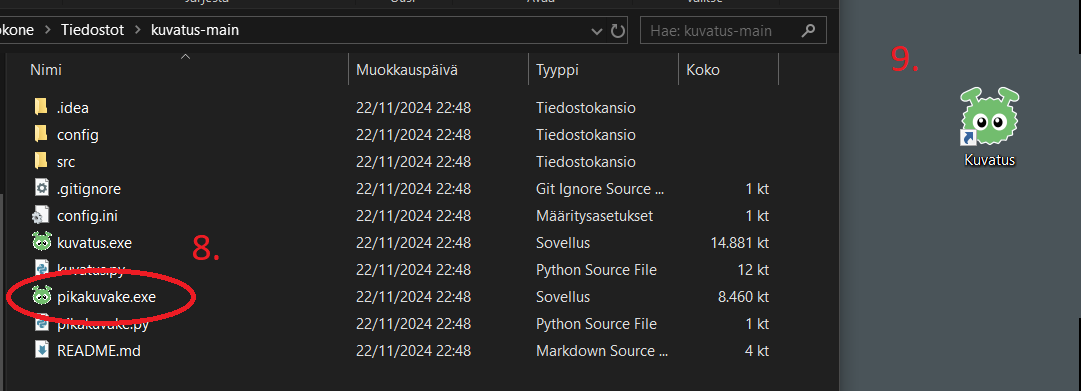 Järjestä Uusi Avaa Valitse
okone Tiedostot kuvatus-main Hae: kuvatus-main
9.
Nimi Muokkauspäivä Tyyppi Koko
.idea 22/11/2024 22:48 Tiedostokansio
config 22/11/2024 22:48 Tiedostokansio
Kuvatus
src 22/11/2024 22:48 Tiedostokansio
.gitignore 22/11/2024 22:48 Git Ignore Source ... 1 kt
config.ini 22/11/2024 22:48 Määritysasetukset 1 kt
kuvatus.exe 22/11/2024 22:48 Sovellus 14.881 kt
8.
kuvatus.py 22/11/2024 22:48 Python Source File 12 kt
pikakuvake.exe 22/11/2024 22:48 Sovellus 8.460 kt
pikakuvake.py 22/11/2024 22:48 Python Source File 1 kt
README.md 22/11/2024 22:48 Markdown Source ... 4 kt